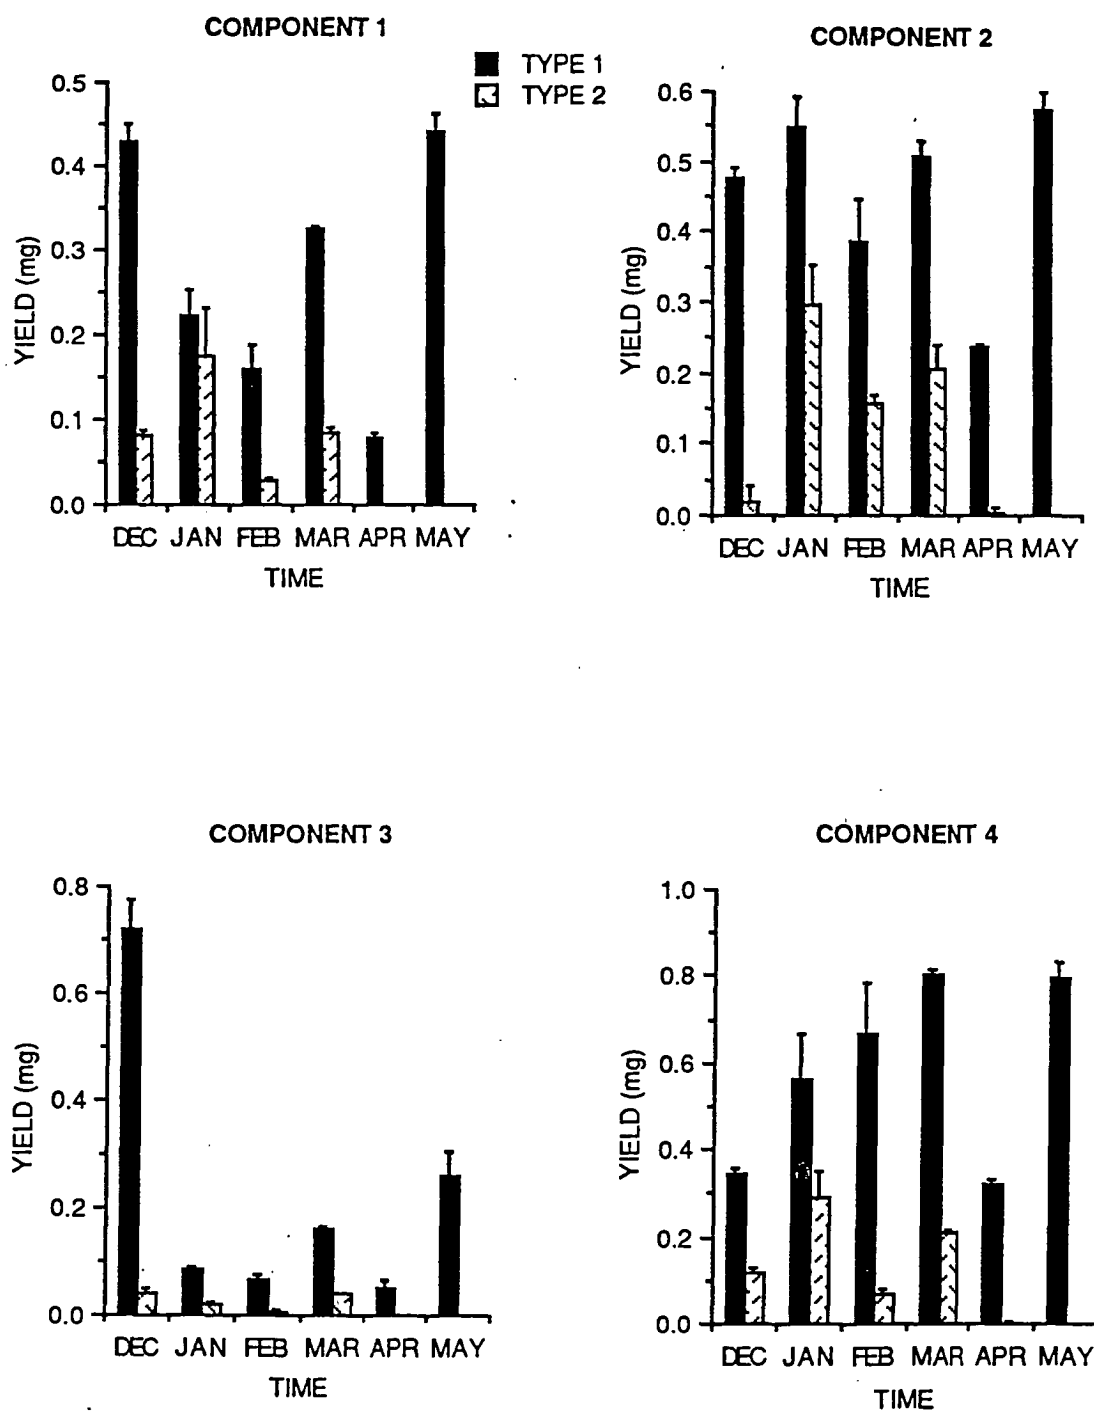 COMPONENT 1
TYPE 1
TYPE 2
0.5
0.4
0.3
0.2
0.1
0.0
YIELD (mg)
DEC JAN FEB MAR APR MAY
TIME
COMPONENT 2
0.6
0.5
0.4
0.3
0.2
0.1
0.0
YIELD (mg)
DEC JAN FEB MAR APR MAY
TIME
COMPONENT 3
0.8
0.6
0.4
0.2
0.0
YIELD (mg)
DEC JAN FEB MAR APR MAY
TIME
COMPONENT 4
1.0
0.8
0.6
0.4
0.2
0.0
YIELD (mg)
DEC JAN FEB MAR APR MAY
TIME